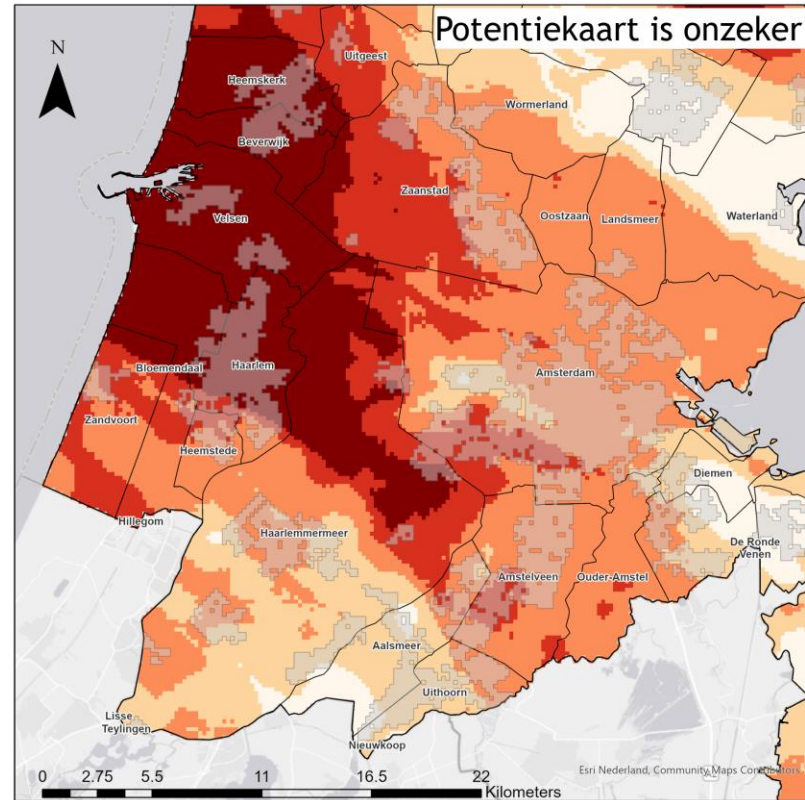 Potentiekaart is onzeker
N
Uitgeest
Heemskerk
Wormerland
Beverwijk
Zaanstad
Velsen
Oostzaan
Landsmeer
Waterland
Bloemendaal
Haarlem
Amsterdam
Zandvoort
Heemstede
Diemen
Hillegom
Haarlemmermeer
De Ronde
Venen
Amstelveen
Ouder-Amstel
Aalsmeer
Uithoorn
Lisse
Teylingen
Nieuwkoop
Esri Nederland, Community Maps Contributors
0 2.75 5.5 11 16.5 22
Kilometers